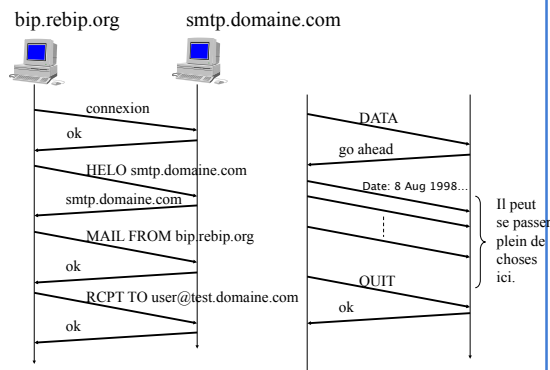 bip.rebip.org
smtp.domaine.com
connexion
ok
HELO smtp.domaine.com
smtp.domaine.com
MAIL FROM bip.rebip.org
ok
RCPT TO user@test.domaine.com
ok
DATA
go ahead
Date: 8 Aug 1998...
Il peut
se passer
plein de
choses
ici.
QUIT
ok